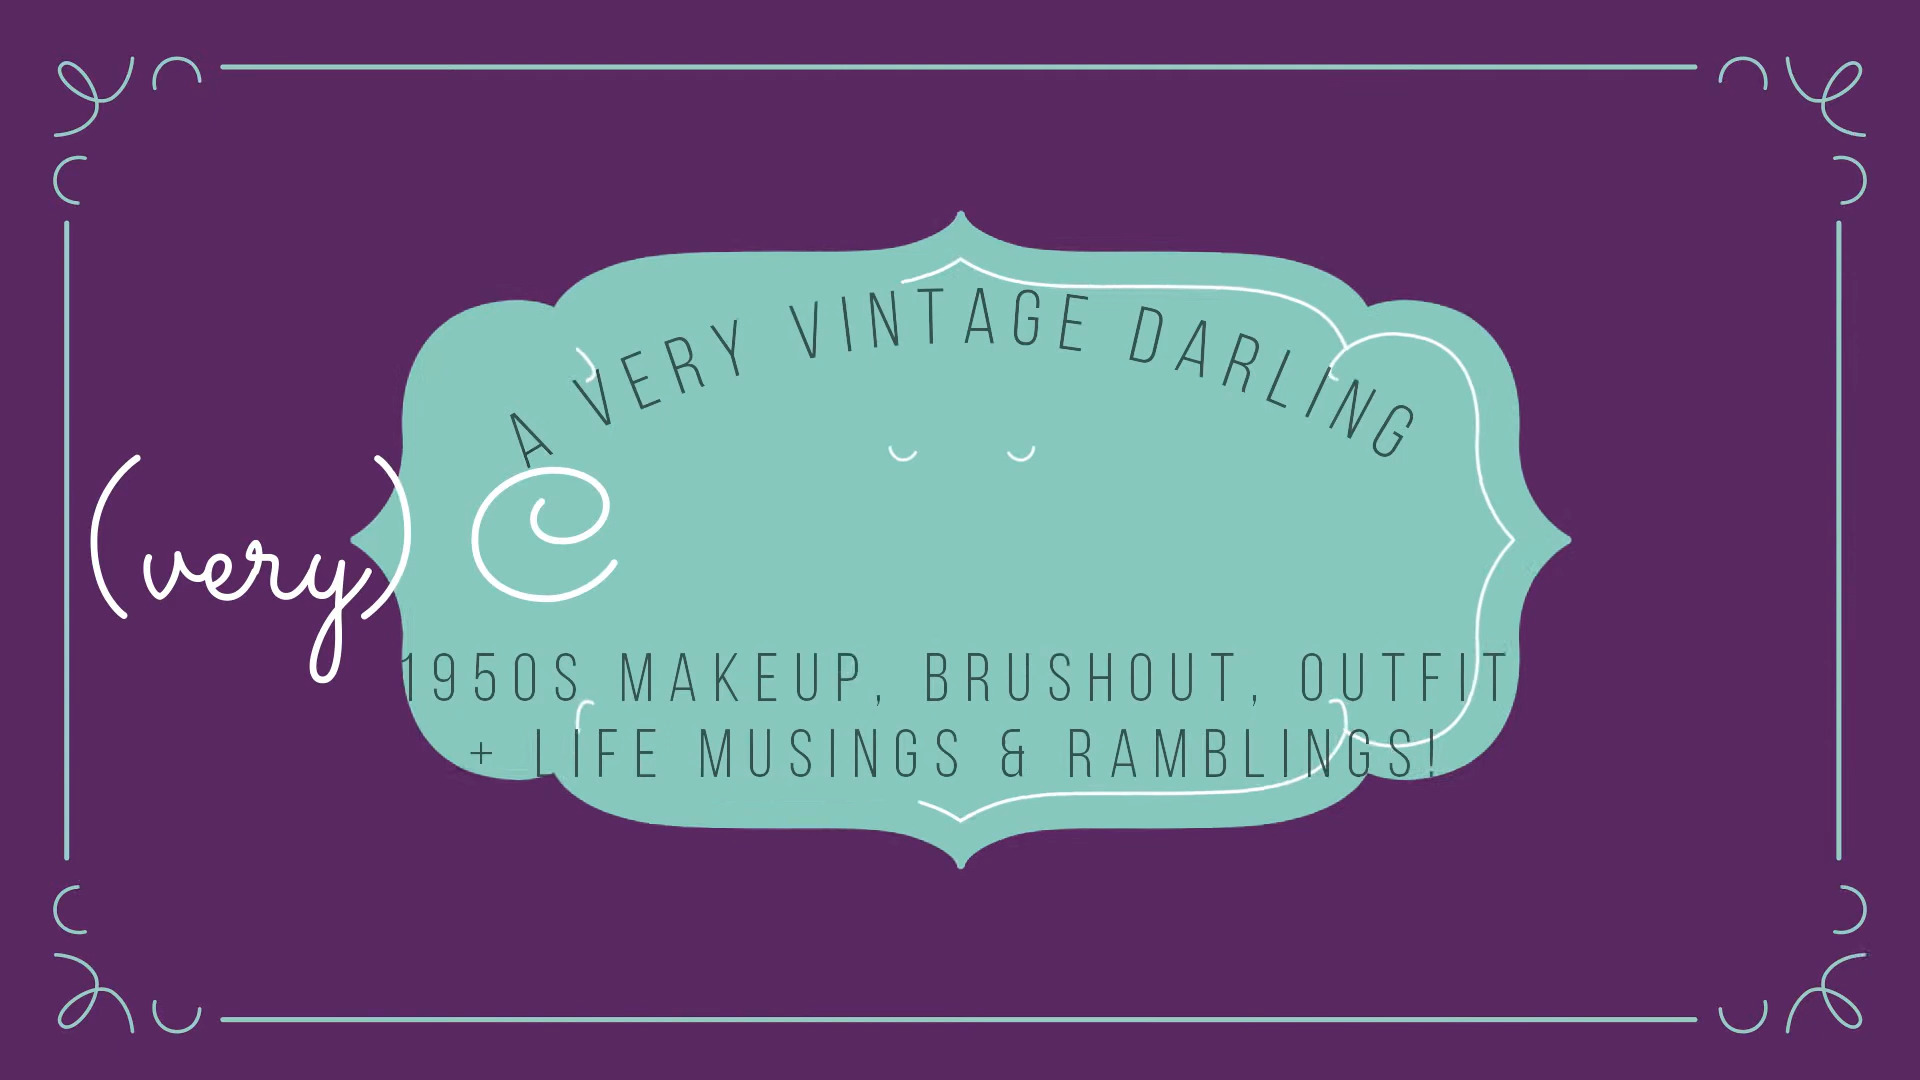 A VERY VINTAGE DARLING
(very) C
1950S MAKEUP, BRUSHOUT, OUTFIT
+ LIFE MUSINGS & RAMBLINGS!